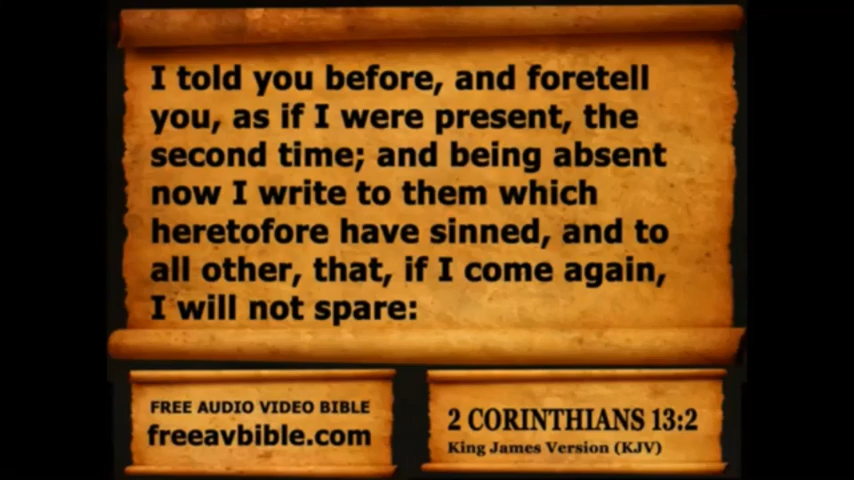 I told you before, and foretell
you, as if I were present, the
second time; and being absent
now I write to them which
heretofore have sinned, and to
all other, that, if I come again,
I will not spare:
FREE AUDIO VIDEO BIBLE
freeavbible.com
2 CORINTHIANS 13:2
King James Version (KJV)